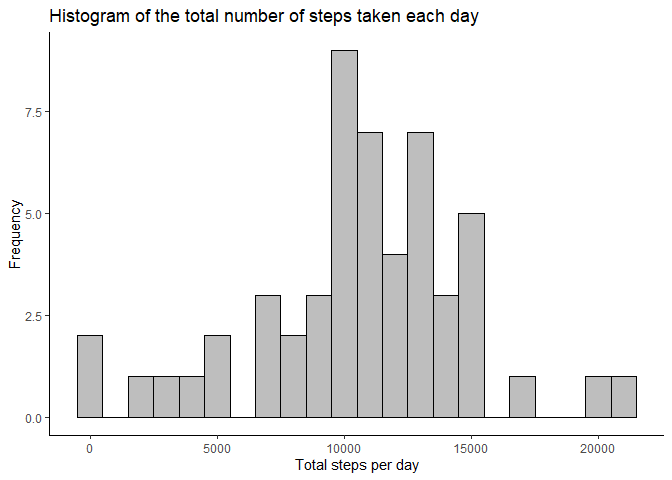 Histogram of the total number of steps taken each day
Frequency
7.5
5.0
2.5
0.0
0 5000 10000 15000 20000
Total steps per day